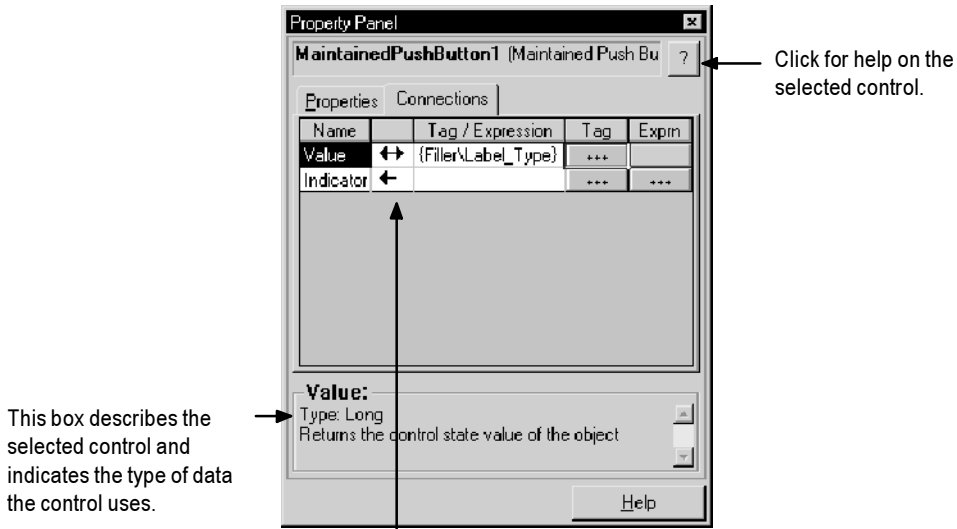 Property Panel
MaintainedPushButton1 (Maintained Push Bu
?
Click for help on the
selected control.
Properties Connections
Name Tag / Expression Tag Exprn
Value {Filler\Label_Type} +++
Indicator +++ +++
Value:
Type: Long
Returns the control state value of the object
This box describes the
selected control and
indicates the type of data
the control uses.
Help